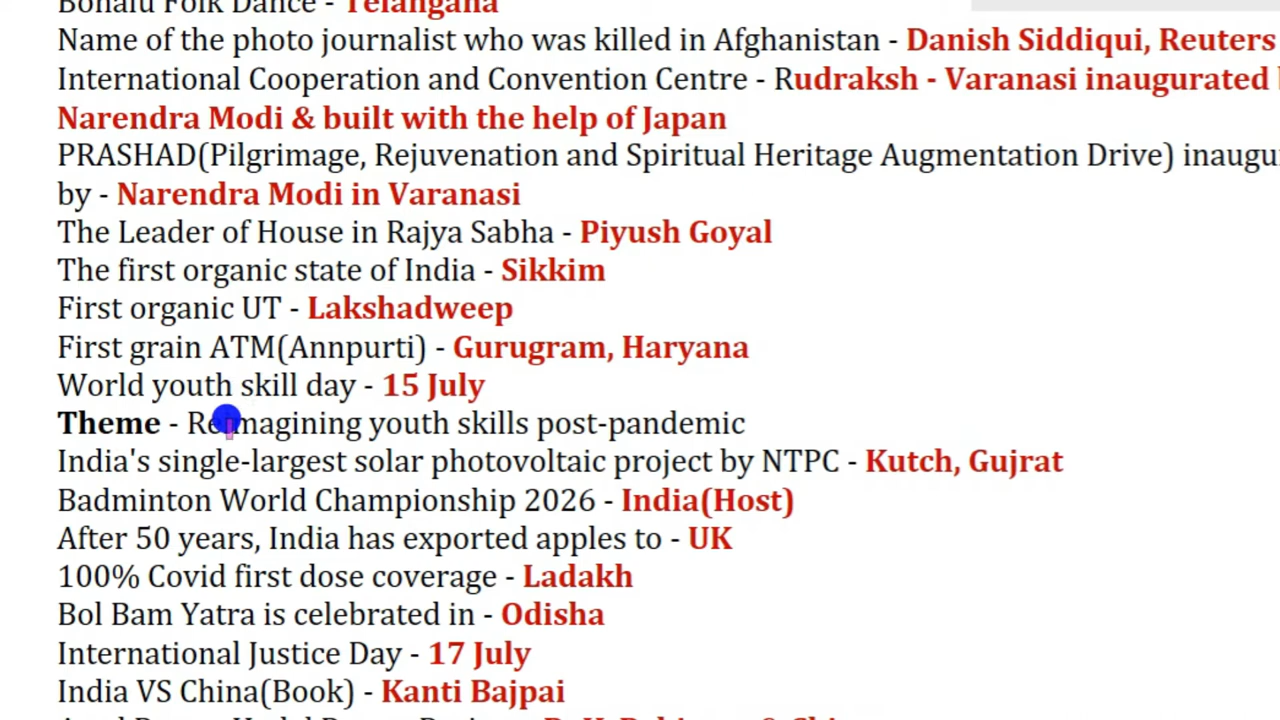 Bonalu Folk Dance - Telangana
Name of the photo journalist who was killed in Afghanistan - Danish Siddiqui, Reuters
International Cooperation and Convention Centre - Rudraksh - Varanasi inaugurated
Narendra Modi & built with the help of Japan
PRASHAD(Pilgrimage, Rejuvenation and Spiritual Heritage Augmentation Drive) inaugu
by - Narendra Modi in Varanasi
The Leader of House in Rajya Sabha - Piyush Goyal
The first organic state of India - Sikkim
First organic UT - Lakshadweep
First grain ATM(Annpurti) - Gurugram, Haryana
World youth skill day - 15 July
Theme - Reimagining youth skills post-pandemic
India's single-largest solar photovoltaic project by NTPC - Kutch, Gujrat
Badminton World Championship 2026 - India(Host)
After 50 years, India has exported apples to - UK
100% Covid first dose coverage - Ladakh
Bol Bam Yatra is celebrated in - Odisha
International Justice Day - 17 July
India VS China(Book) - Kanti Bajpai